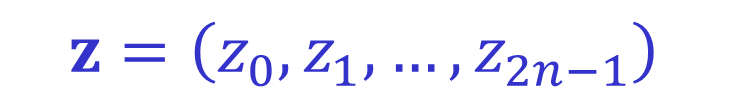 𝐳 = (𝑧₀, 𝑧₁, … , 𝑧₂ₙ₋₁)